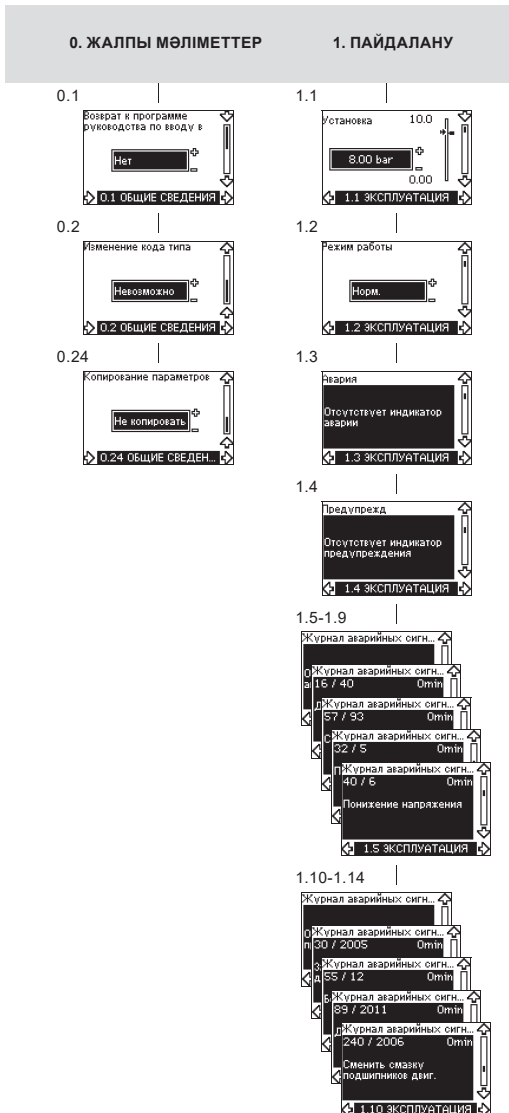 0. ЖАЛПЫ МӘЛІМЕТТЕР
0.1
Возврат к программе
руководства по вводу в
Нет
0.1 ОБЩИЕ СВЕДЕНИЯ
0.2
Изменение кода типа
Невозможно
0.2 ОБЩИЕ СВЕДЕНИЯ
0.24
Копирование параметров
Не копировать
0.24 ОБЩИЕ СВЕДЕН...
1. ПАЙДАЛАНУ
1.1
Установка
10.0
8.00 bar
0.00
1.1 ЭКСПЛУАТАЦИЯ
1.2
Режим работы
Норм.
1.2 ЭКСПЛУАТАЦИЯ
1.3
Авария
Отсутствует индикатор
аварии
1.3 ЭКСПЛУАТАЦИЯ
1.4
Предупрежд
Отсутствует индикатор
предупреждения
1.4 ЭКСПЛУАТАЦИЯ
1.5-1.9
Журнал аварийных сигн...
Журнал аварийных сигн...
16 / 40 0min
Журнал аварийных сигн...
57 / 93 0min
Журнал аварийных сигн...
32 / 5 0min
Журнал аварийных сигн...
40 / 6 0min
Понижение напряжения
1.5 ЭКСПЛУАТАЦИЯ
1.10-1.14
Журнал аварийных сигн...
Журнал аварийных сигн...
30 / 2005 0min
Журнал аварийных сигн...
55 / 12 0min
Журнал аварийных сигн...
89 / 2011 0min
Журнал аварийных сигн...
240 / 2006 0min
Сменить смазку
подшипников двиг.
1.10 ЭКСПЛУАТАЦИЯ